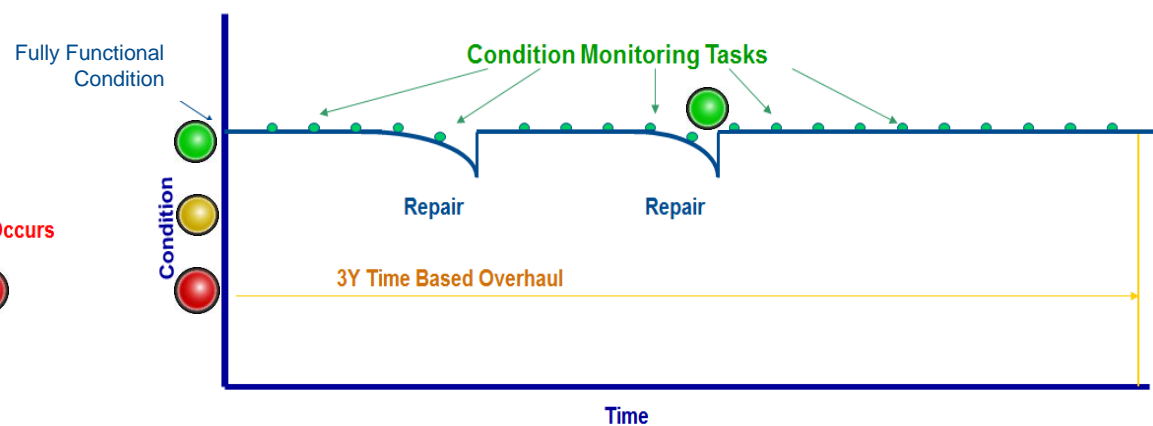 Fully Functional
Condition
Condition Monitoring Tasks
Condition
Repair
Repair
Occurs
3Y Time Based Overhaul
Time